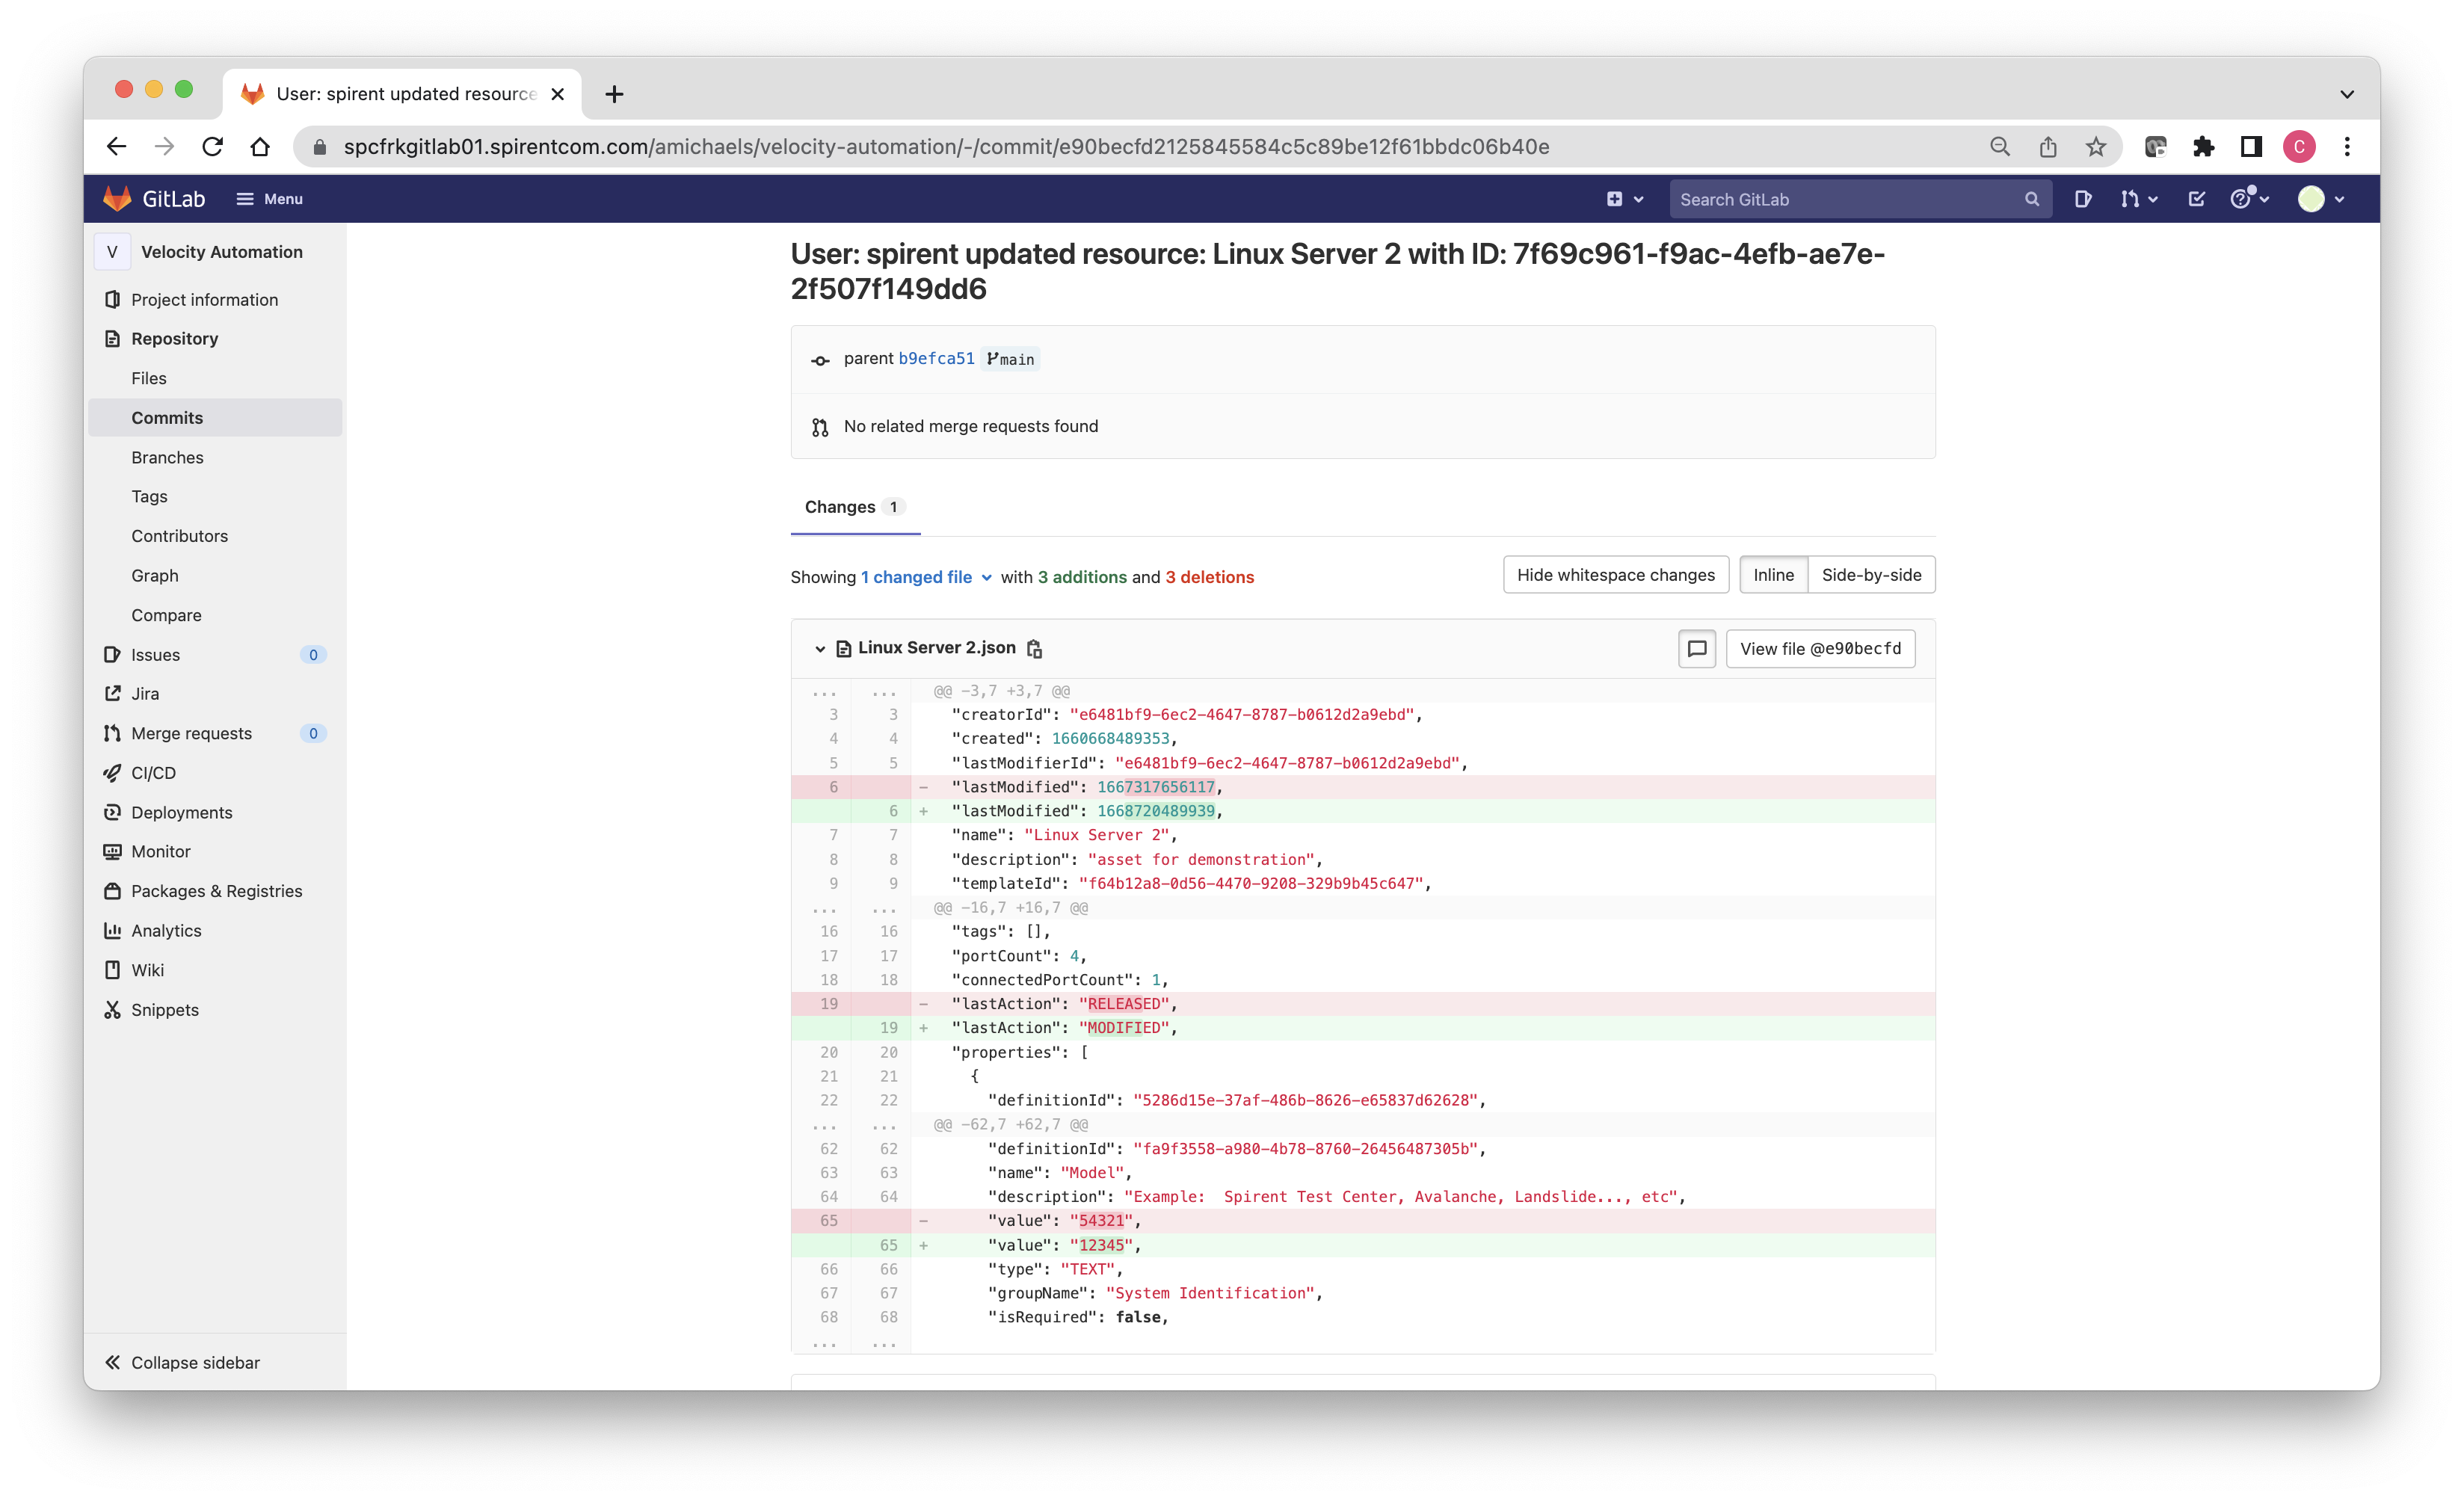 User: spirent updated resource
spcfrkgitlab01.spirentcom.com/amichaels/velocity-automation/-/commit/e90becfd2125845584c5c89be12f61bbdc06b40e
C
GitLab
Menu
Search GitLab
V Velocity Automation
Project information
Repository
Files
Commits
Branches
Tags
Contributors
Graph
Compare
Issues 0
Jira
Merge requests 0
CI/CD
Deployments
Monitor
Packages & Registries
Analytics
Wiki
Snippets
Collapse sidebar
User: spirent updated resource: Linux Server 2 with ID: 7f69c961-f9ac-4efb-ae7e-
2f507f149dd6
parent b9efca51 main
No related merge requests found
Changes 1
Showing 1 changed file with 3 additions and 3 deletions
Hide whitespace changes Inline Side-by-side
Linux Server 2.json
View file @e90becfd
... ... @@ -3,7 +3,7 @@
3 3 "creatorId": "e6481bf9-6ec2-4647-8787-b0612d2a9ebd",
4 4 "created": 1660668489353,
5 5 "lastModifierId": "e6481bf9-6ec2-4647-8787-b0612d2a9ebd",
6 - "lastModified": 1667317656117,
6 + "lastModified": 1668720489939,
7 7 "name": "Linux Server 2",
8 8 "description": "asset for demonstration",
9 9 "templateId": "f64b12a8-0d56-4470-9208-329b9b45c647",
... ... @@ -16,7 +16,7 @@
16 16 "tags": [],
17 17 "portCount": 4,
18 18 "connectedPortCount": 1,
19 - "lastAction": "RELEASED",
19 + "lastAction": "MODIFIED",
20 20 "properties": [
21 21 {
22 22 "definitionId": "5286d15e-37af-486b-8626-e65837d62628",
... ... @@ -62,7 +62,7 @@
62 62 "definitionId": "fa9f3558-a980-4b78-8760-26456487305b",
63 63 "name": "Model",
64 64 "description": "Example:  Spirent Test Center, Avalanche, Landslide..., etc",
65 - "value": "54321",
65 + "value": "12345",
66 66 "type": "TEXT",
67 67 "groupName": "System Identification",
68 68 "isRequired": false,
... ...